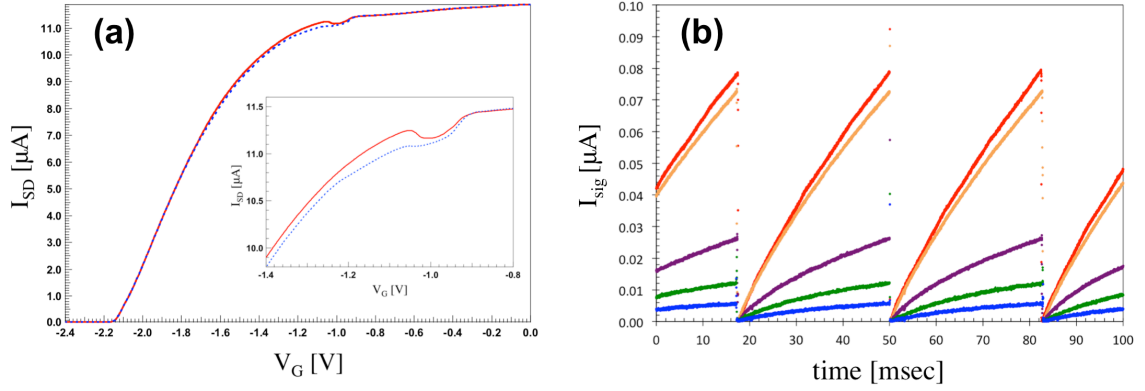 (a)
I_SD [μA]
11.0
10.0
9.0
8.0
7.0
6.0
5.0
4.0
3.0
2.0
1.0
0.0
-2.4 -2.2 -2.0 -1.8 -1.6 -1.4 -1.2 -1.0 -0.8 -0.6 -0.4 -0.2 0.0
V_G [V]
I_SD [μA]
11.5
11.0
10.5
10.0
-1.4 -1.2 -1.0 -0.8
V_G [V]
(b)
I_sig [μA]
0.10
0.09
0.08
0.07
0.06
0.05
0.04
0.03
0.02
0.01
0.00
0 10 20 30 40 50 60 70 80 90 100
time [msec]